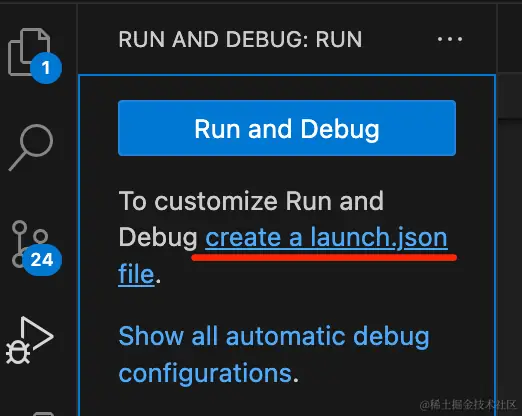 RUN AND DEBUG: RUN
1
Run and Debug
To customize Run and
Debug create a launch.json
file.
24
Show all automatic debug
configurations.
@稀土掘金技术社区